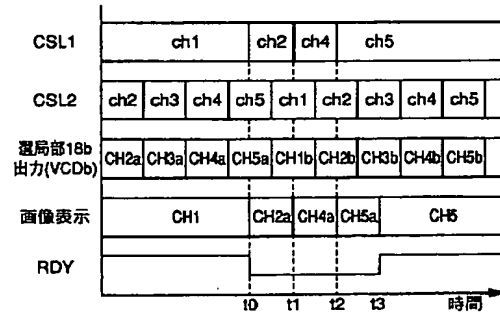 CSL1 ch1 ch2 ch4 ch5
CSL2 ch2 ch3 ch4 ch5 ch1 ch2 ch3 ch4 ch5
選局部18b
出力(VCDb) CH2a CH3a CH4a CH5a CH1b CH2b CH3b CH4b CH5b
画像表示 CH1 CH2a CH4a CH5a CH5
RDY
t0 t1 t2 t3 時間